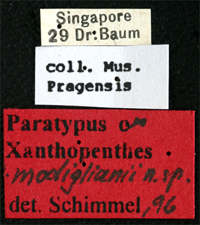 Singapore
29 Dr. Baum
coll. Mus.
Pragensis
Paratypus
Xanthopenthes
modiglianii n. sp.
det. Schimmel, 96